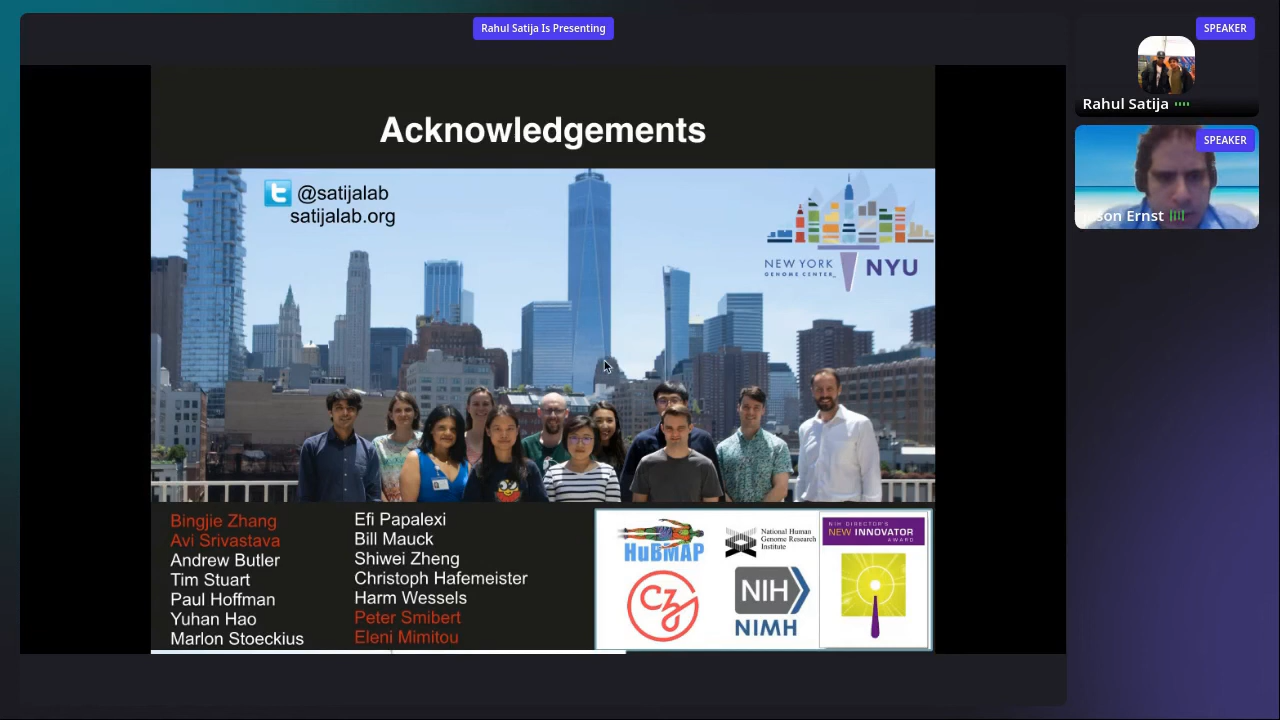 Rahul Satija Is Presenting
SPEAKER
Rahul Satija
SPEAKER
Jason Ernst
Acknowledgements
@satijalab
satijalab.org
NEW YORK
GENOME CENTER
NYU
Bingjie Zhang
Avi Srivastava
Andrew Butler
Tim Stuart
Paul Hoffman
Yuhan Hao
Marlon Stoeckius
Efi Papalexi
Bill Mauck
Shiwei Zheng
Christoph Hafemeister
Harm Wessels
Peter Smibert
Eleni Mimitou
HuBMAP
National Human
Genome Research
Institute
NIH DIRECTOR'S
NEW INNOVATOR
AWARD
CZI
NIH
NIMH